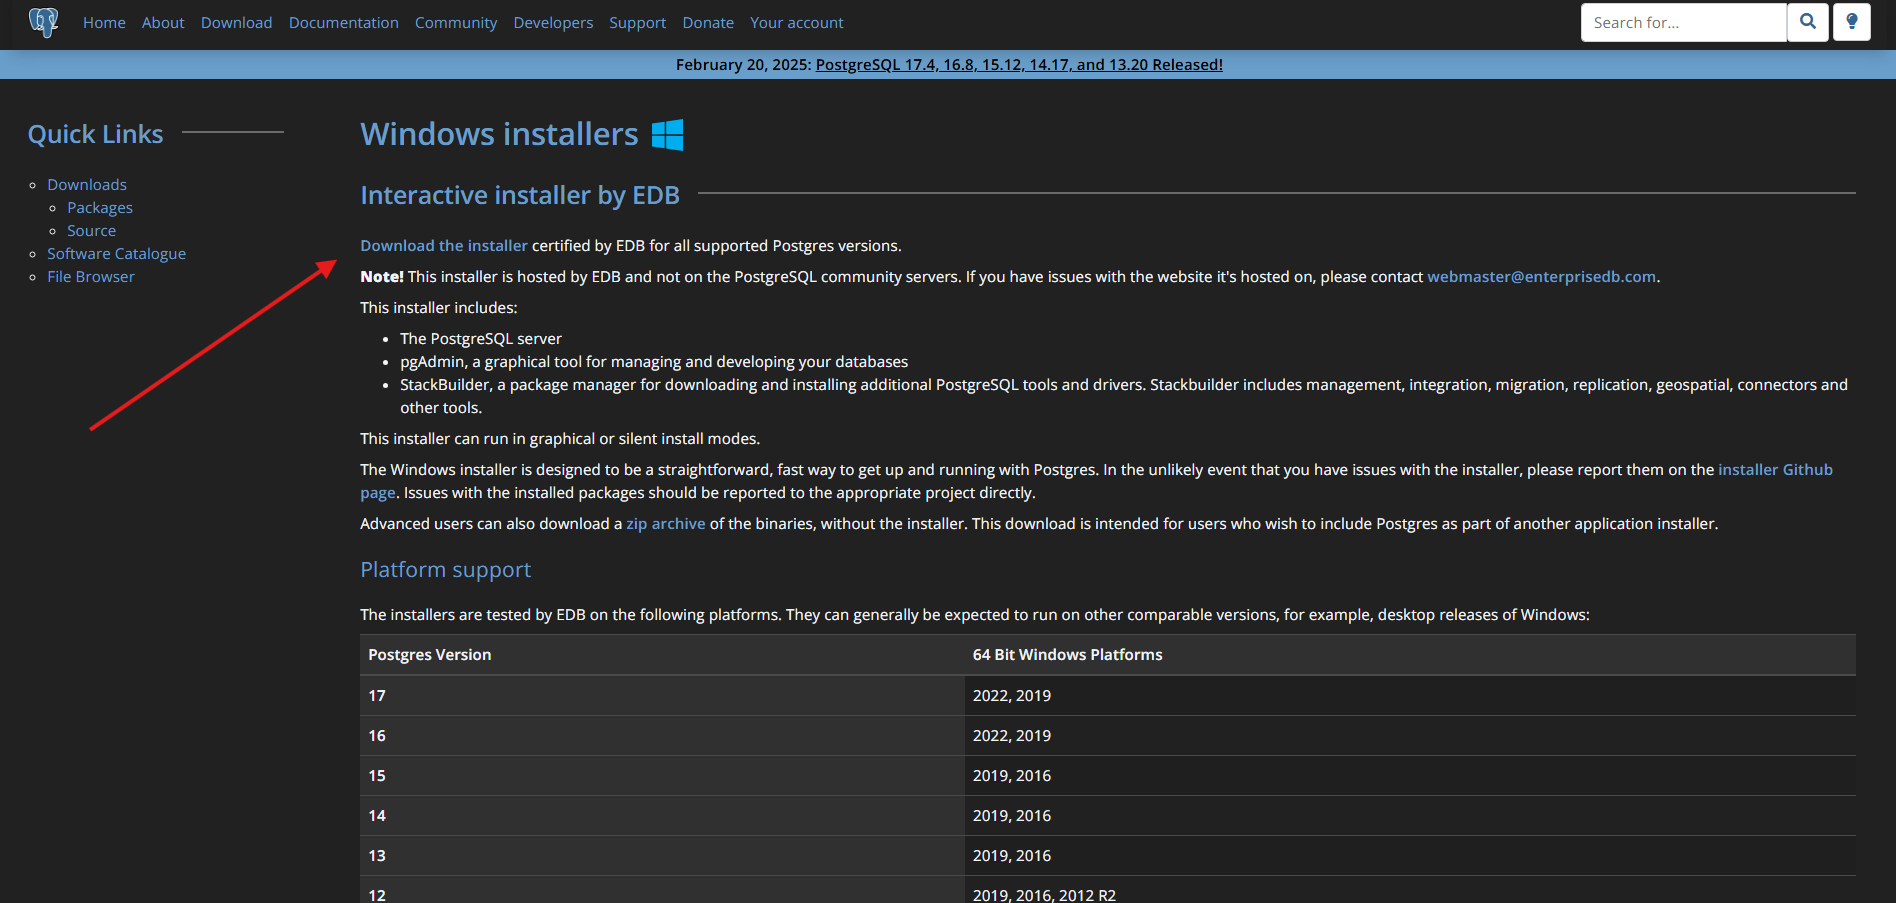 Home About Download Documentation Community Developers Support Donate Your account
Search for...
February 20, 2025: PostgreSQL 17.4, 16.8, 15.12, 14.17, and 13.20 Released!
Quick Links
Downloads
Packages
Source
Software Catalogue
File Browser
Windows installers
Interactive installer by EDB
Download the installer certified by EDB for all supported Postgres versions.
Note! This installer is hosted by EDB and not on the PostgreSQL community servers. If you have issues with the website it's hosted on, please contact webmaster@enterprisedb.com.
This installer includes:
The PostgreSQL server
pgAdmin, a graphical tool for managing and developing your databases
StackBuilder, a package manager for downloading and installing additional PostgreSQL tools and drivers. Stackbuilder includes management, integration, migration, replication, geospatial, connectors and
other tools.
This installer can run in graphical or silent install modes.
The Windows installer is designed to be a straightforward, fast way to get up and running with Postgres. In the unlikely event that you have issues with the installer, please report them on the installer Github
page. Issues with the installed packages should be reported to the appropriate project directly.
Advanced users can also download a zip archive of the binaries, without the installer. This download is intended for users who wish to include Postgres as part of another application installer.
Platform support
The installers are tested by EDB on the following platforms. They can generally be expected to run on other comparable versions, for example, desktop releases of Windows:
Postgres Version 64 Bit Windows Platforms
17 2022, 2019
16 2022, 2019
15 2019, 2016
14 2019, 2016
13 2019, 2016
12 2019, 2016, 2012 R2